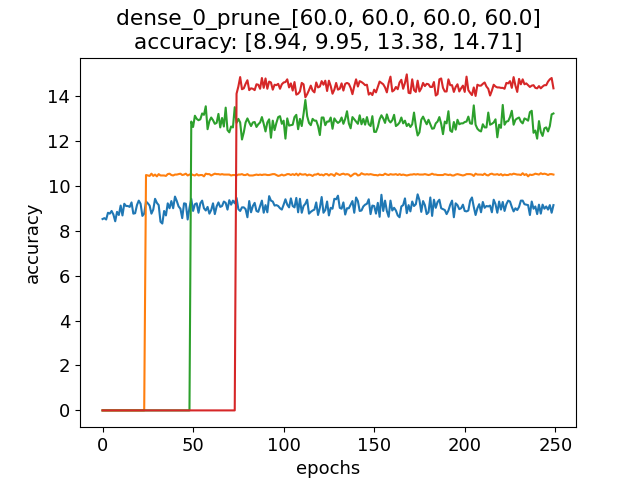 dense_0_prune_[60.0, 60.0, 60.0, 60.0]
accuracy: [8.94, 9.95, 13.38, 14.71]
14
12
10
8
6
4
2
0
accuracy
0 50 100 150 200 250
epochs